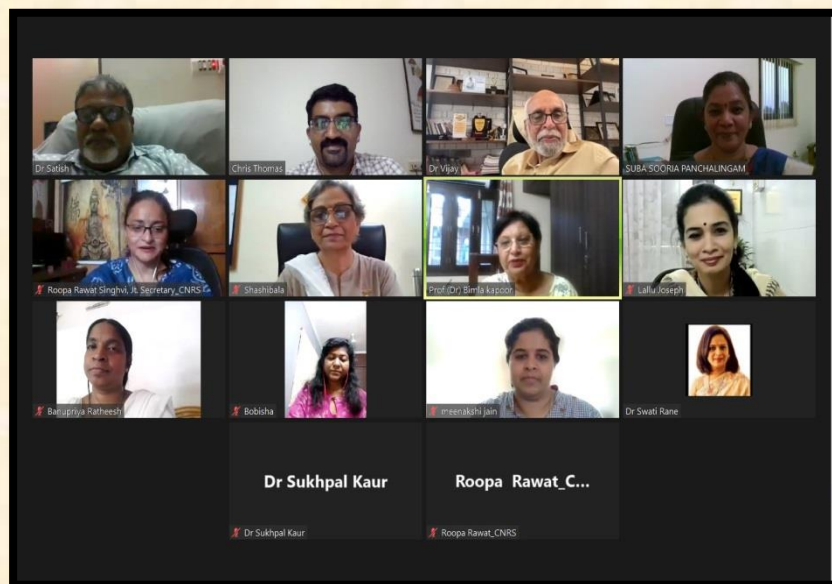 Dr Satish
Chris Thomas
Dr Vijay
SUBA SOORIA PANCHALINGAM
Roopa Rawat Singhvi, Jt. Secretary_CNRS
Shashibala
Prof.(Dr) Bimla kapoor
Lallu Joseph
Banupriya Ratheesh
Bobisha
meenakshi jain
Dr Swati Rane
Dr Sukhpal Kaur
Roopa Rawat_C...
Dr Sukhpal Kaur
Roopa Rawat_CNRS